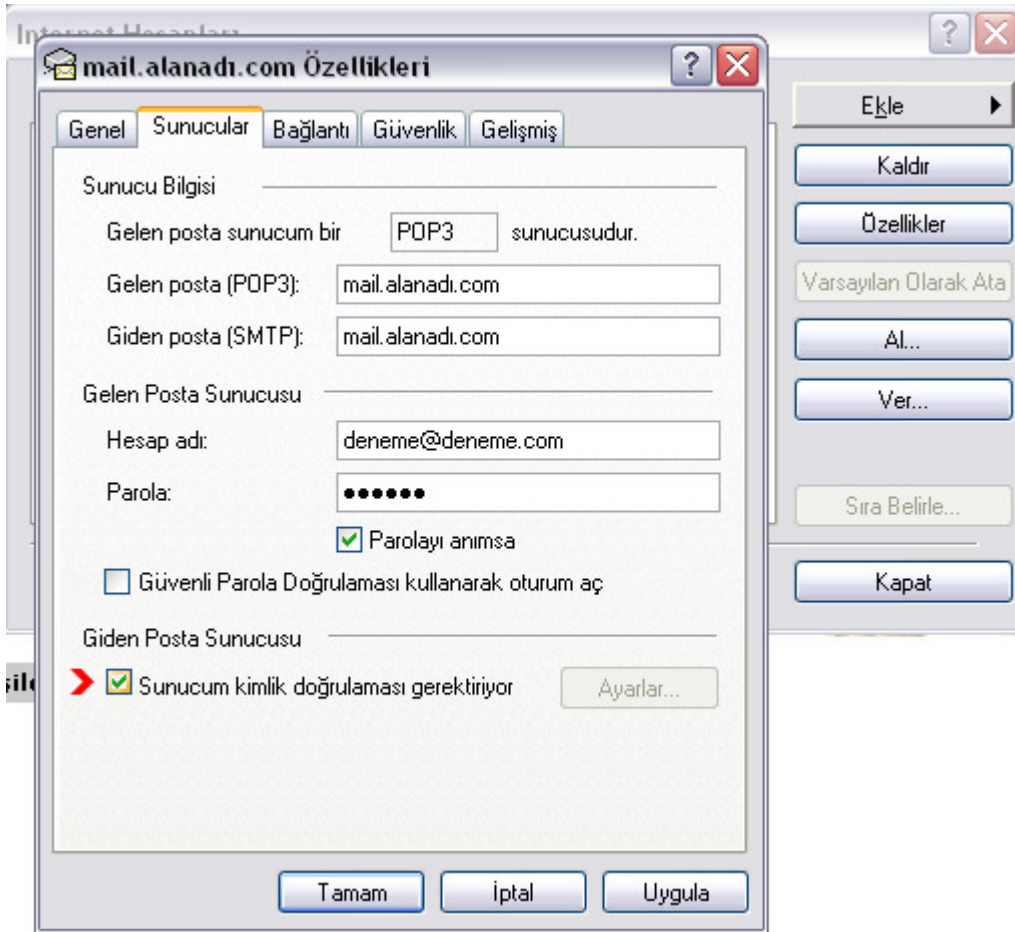 Internet Hesapları
mail.alanadı.com Özellikleri
Genel
Sunucular
Bağlantı
Güvenlik
Gelişmiş
Sunucu Bilgisi
Gelen posta sunucum bir POP3 sunucusudur.
Gelen posta (POP3): mail.alanadı.com
Giden posta (SMTP): mail.alanadı.com
Gelen Posta Sunucusu
Hesap adı: deneme@deneme.com
Parola: ●●●●●●
Parolayı anımsa
Güvenli Parola Doğrulaması kullanarak oturum aç
Giden Posta Sunucusu
Sunucum kimlik doğrulaması gerektiriyor
Ayarlar...
Tamam
İptal
Uygula
Ekle
Kaldır
Özellikler
Varsayılan Olarak Ata
Al...
Ver...
Sıra Belirle...
Kapat